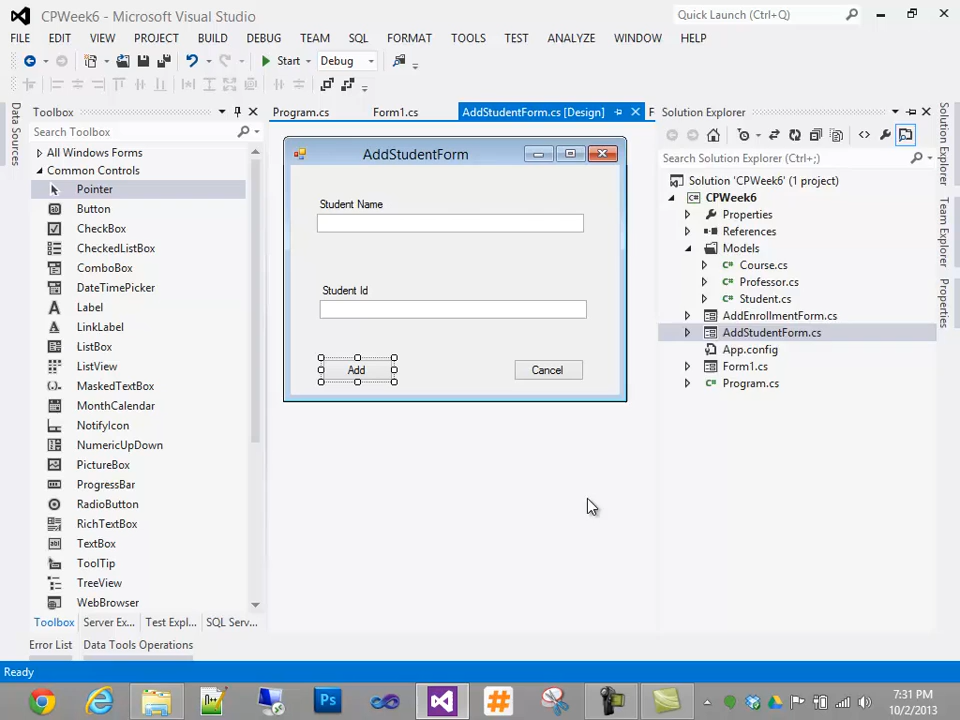 CPWeek6 - Microsoft Visual Studio
Quick Launch (Ctrl+Q)
FILE EDIT VIEW PROJECT BUILD DEBUG TEAM SQL FORMAT TOOLS TEST ANALYZE WINDOW HELP
Start Debug
Data Sources
Toolbox
Search Toolbox
All Windows Forms
Common Controls
Pointer
Button
CheckBox
CheckedListBox
ComboBox
DateTimePicker
Label
LinkLabel
ListBox
ListView
MaskedTextBox
MonthCalendar
NotifyIcon
NumericUpDown
PictureBox
ProgressBar
RadioButton
RichTextBox
TextBox
ToolTip
TreeView
WebBrowser
Toolbox Server Ex... Test Expl... SQL Serv...
Error List Data Tools Operations
Program.cs Form1.cs AddStudentForm.cs [Design] F
AddStudentForm
Student Name
Student Id
Add Cancel
Solution Explorer
Search Solution Explorer (Ctrl+;)
Solution 'CPWeek6' (1 project)
CPWeek6
Properties
References
Models
Course.cs
Professor.cs
Student.cs
AddEnrollmentForm.cs
AddStudentForm.cs
App.config
Form1.cs
Program.cs
Solution Explorer
Team Explorer
Properties
Ready
Ps
7:31 PM
10/2/2013